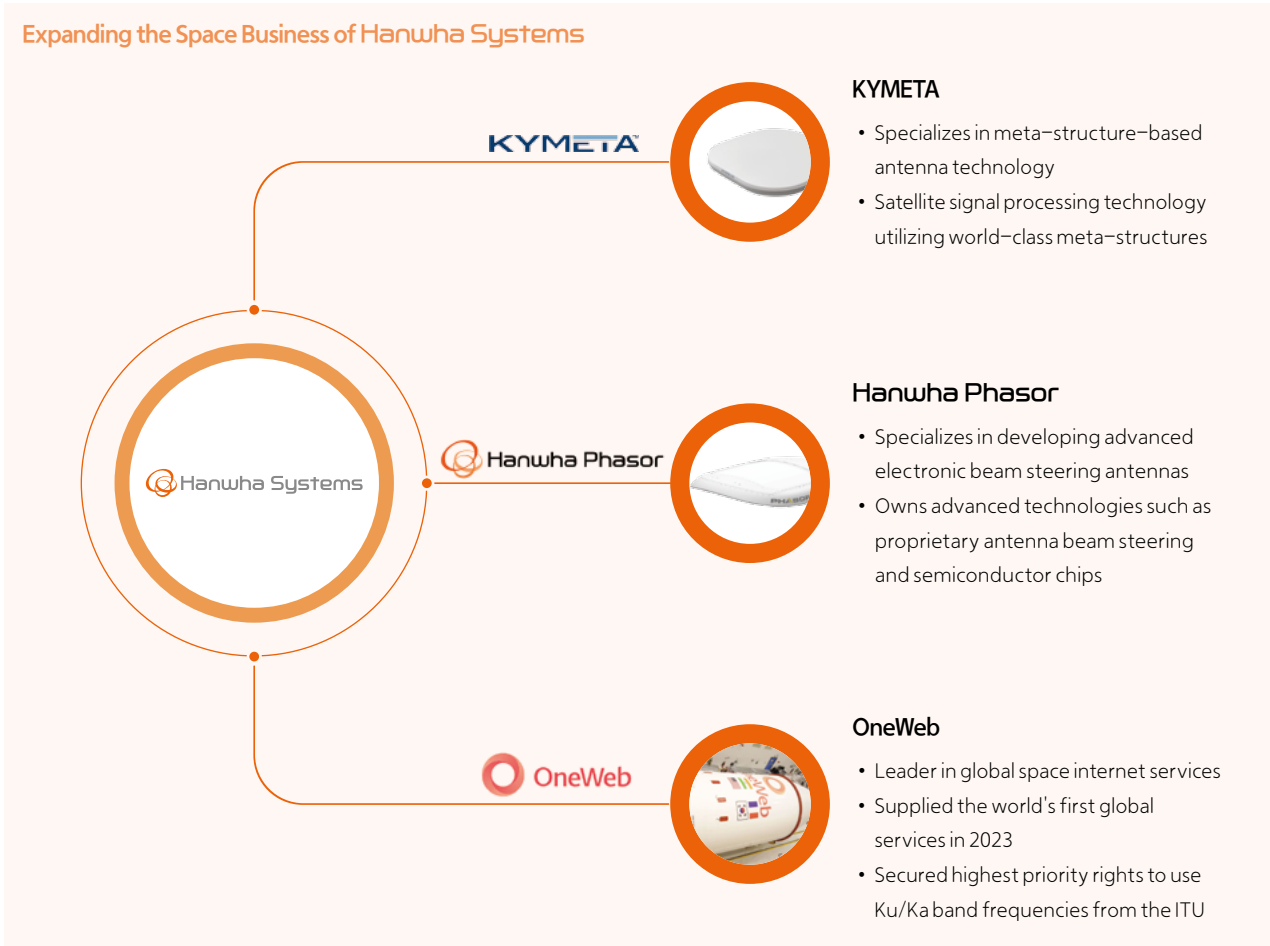 Expanding the Space Business of Hanwha Systems
KYMETA™
KYMETA
• Specializes in meta-structure-based
antenna technology
• Satellite signal processing technology
utilizing world-class meta-structures
Hanwha Systems
Hanwha Phasor
Hanwha Phasor
• Specializes in developing advanced
electronic beam steering antennas
• Owns advanced technologies such as
proprietary antenna beam steering
and semiconductor chips
OneWeb
OneWeb
• Leader in global space internet services
• Supplied the world's first global
services in 2023
• Secured highest priority rights to use
Ku/Ka band frequencies from the ITU